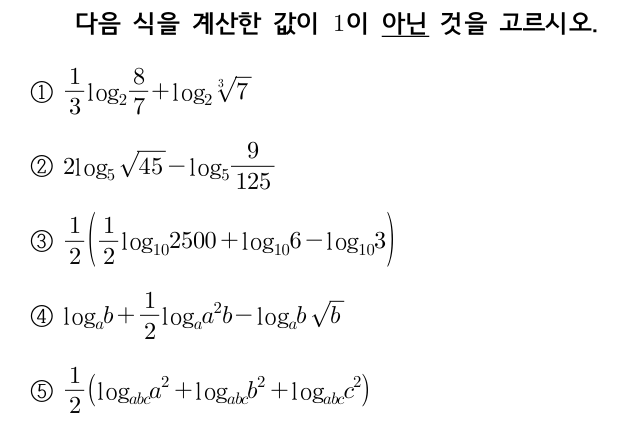 다음 식을 계산한 값이 1이 아닌 것을 고르시오.
① $\frac{1}{3}\log_2\frac{8}{7}+\log_2\sqrt[3]{7}$
② $2\log_5\sqrt{45}-\log_5\frac{9}{125}$
③ $\frac{1}{2}\left(\frac{1}{2}\log_{10}2500+\log_{10}6-\log_{10}3\right)$
④ $\log_a b+\frac{1}{2}\log_a a^2b-\log_a b\sqrt{b}$
⑤ $\frac{1}{2}\left(\log_{abc}a^2+\log_{abc}b^2+\log_{abc}c^2\right)$